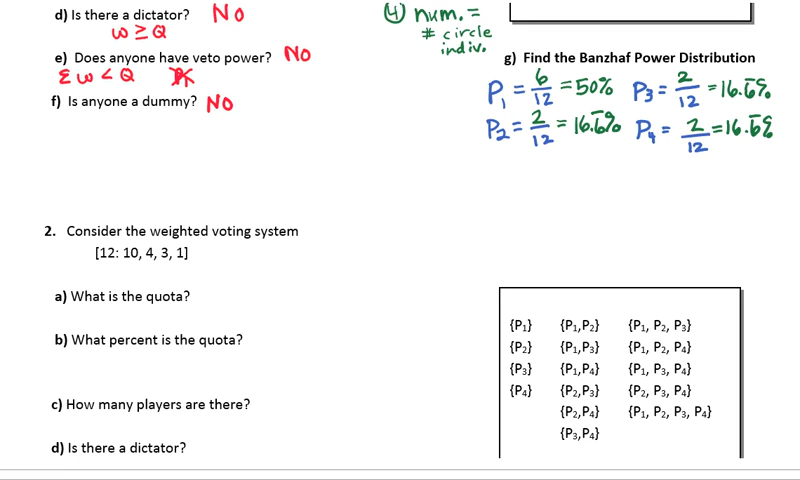 d) Is there a dictator? NO
w ≥ Q
e) Does anyone have veto power? NO
Σw < Q
f) Is anyone a dummy? NO
④ num. =
# circle
indiv.
g) Find the Banzhaf Power Distribution
P₁ = 6/12 = 50% P₃ = 2/12 = 16.6̅%
P₂ = 2/12 = 16.6̅% P₄ = 2/12 = 16.6̅%
2. Consider the weighted voting system
[12: 10, 4, 3, 1]
a) What is the quota?
b) What percent is the quota?
c) How many players are there?
d) Is there a dictator?
{P₁} {P₁,P₂} {P₁, P₂, P₃}
{P₂} {P₁,P₃} {P₁, P₂, P₄}
{P₃} {P₁,P₄} {P₁, P₃, P₄}
{P₄} {P₂,P₃} {P₂, P₃, P₄}
{P₂,P₄} {P₁, P₂, P₃, P₄}
{P₃,P₄}